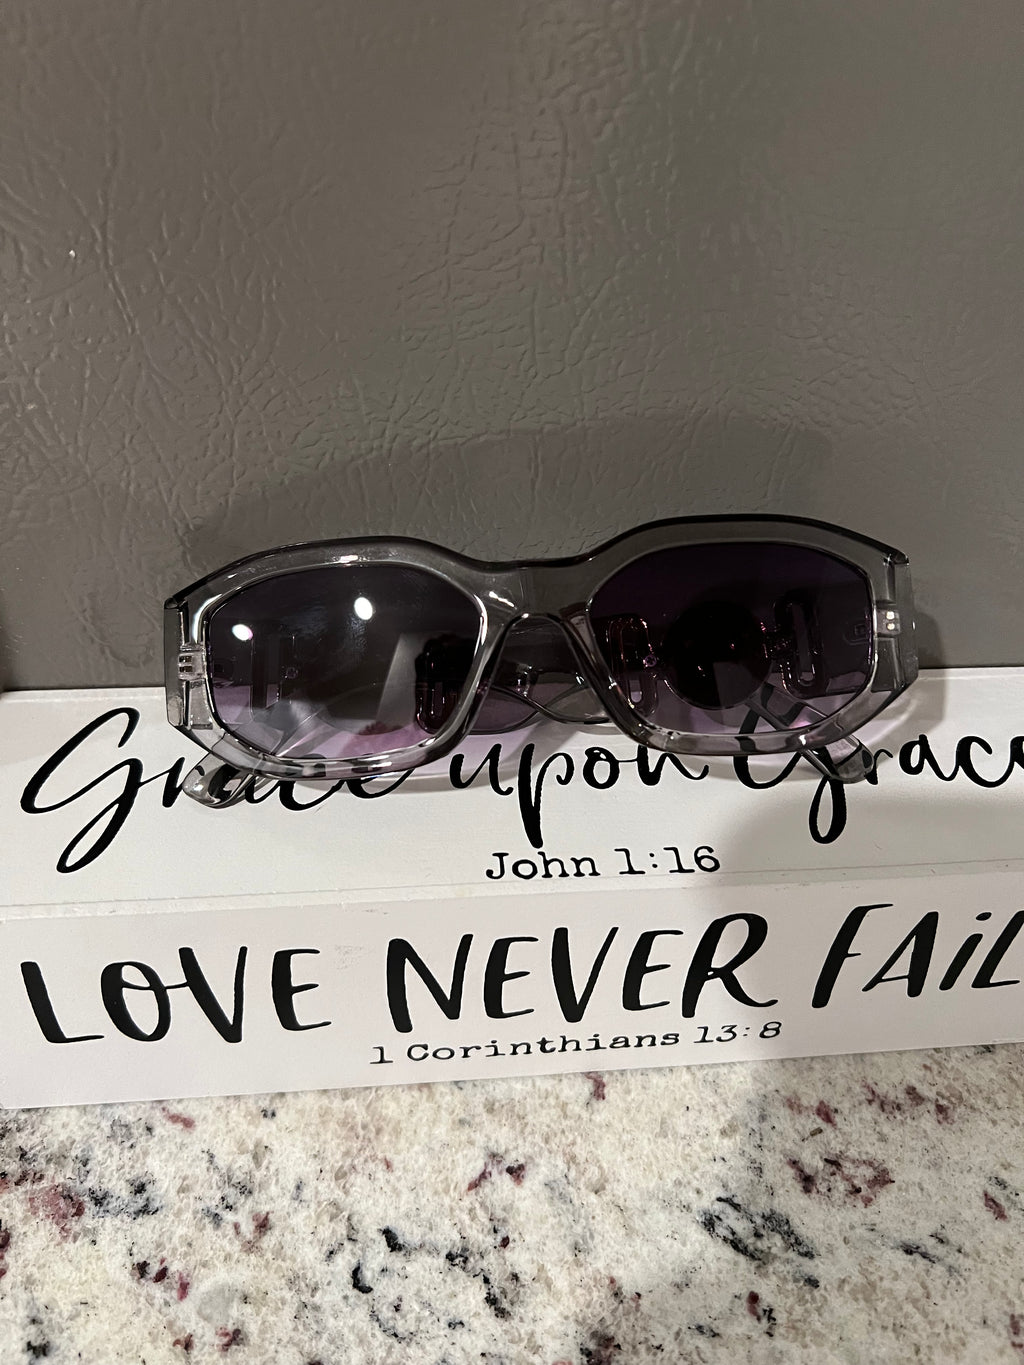 Grace upon Grace
John 1:16
LOVE NEVER FAIL
1 Corinthians 13:8